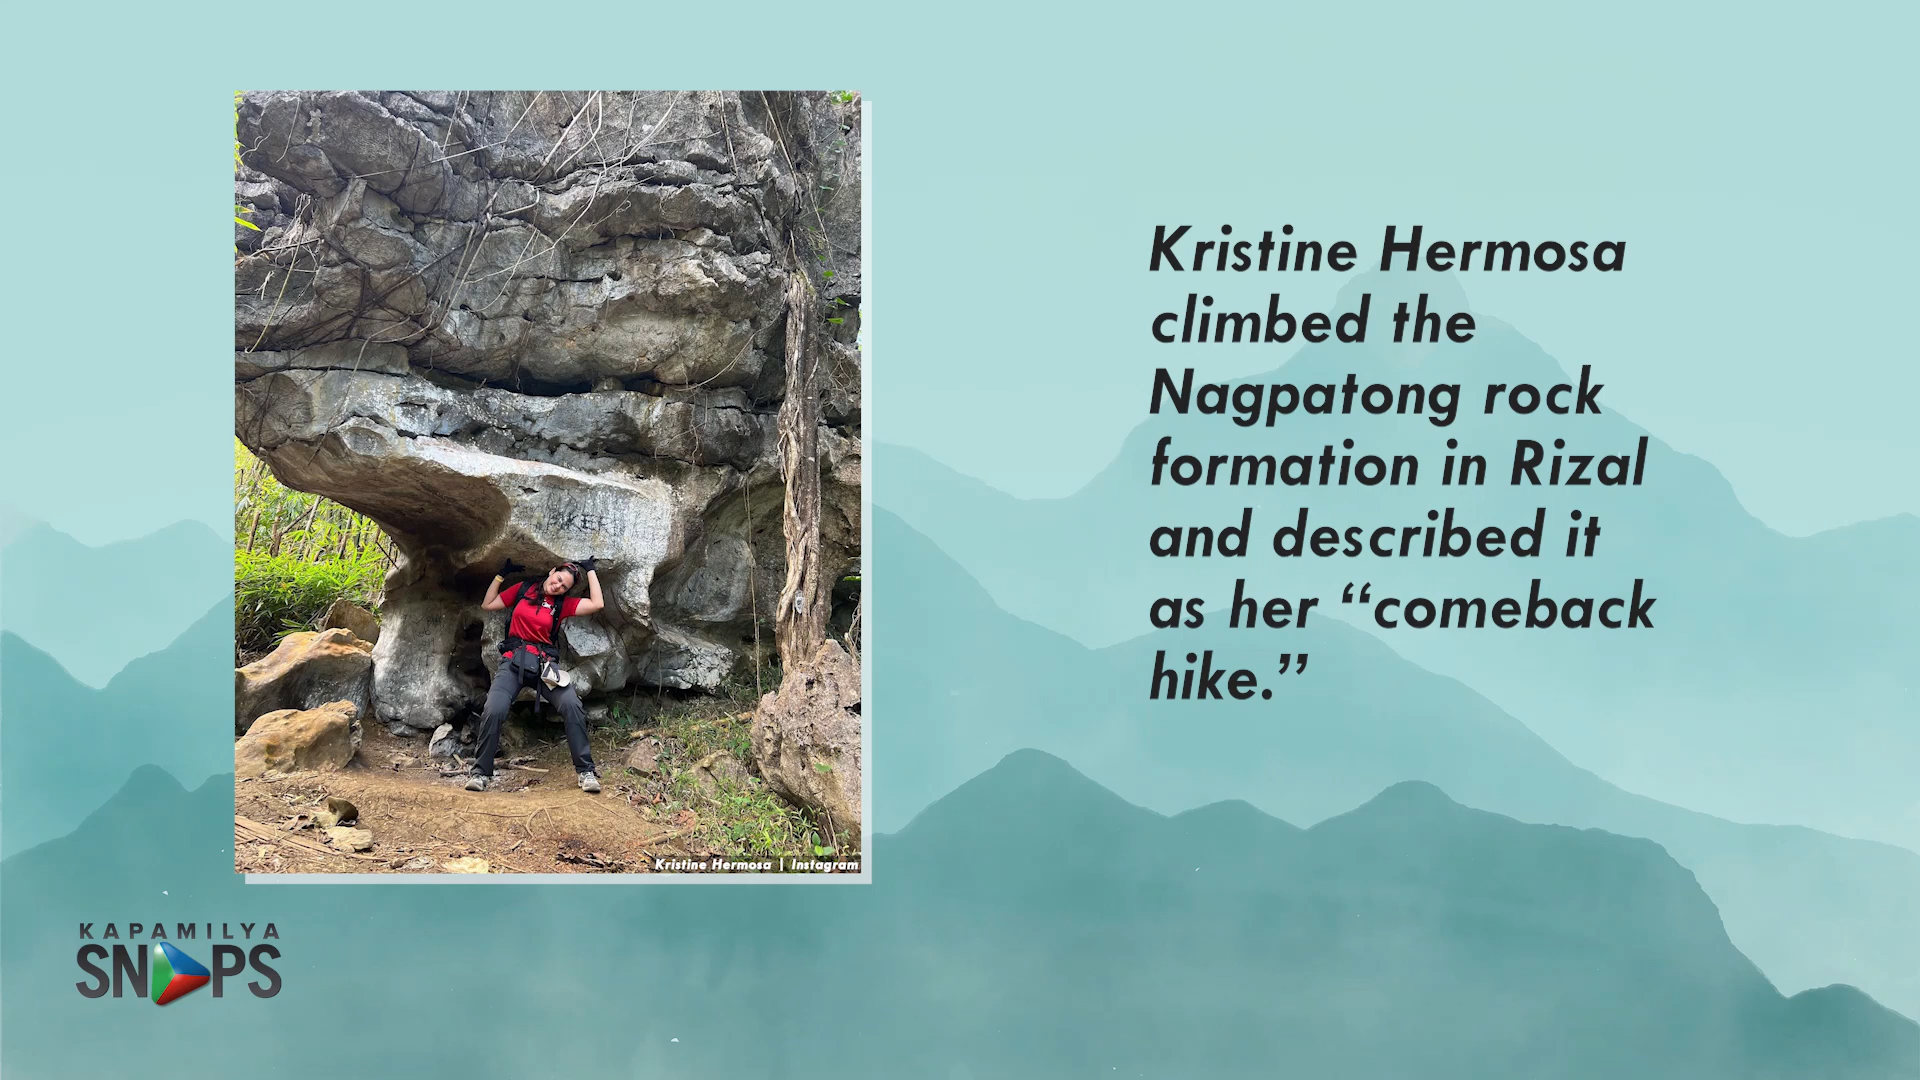 Kristine Hermosa
climbed the
Nagpatong rock
formation in Rizal
and described it
as her “comeback
hike.”
Kristine Hermosa | Instagram
KAPAMILYA
SNAPS